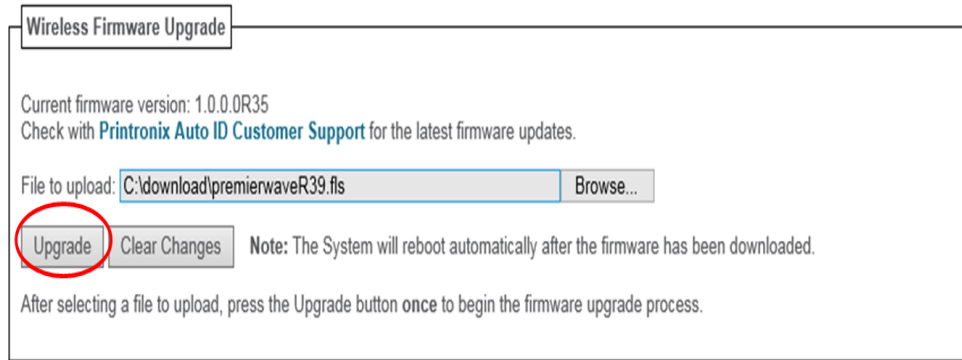 Wireless Firmware Upgrade
Current firmware version: 1.0.0.0R35
Check with Printronix Auto ID Customer Support for the latest firmware updates.
File to upload: C:\download\premierwaveR39.fls Browse...
Upgrade Clear Changes Note: The System will reboot automatically after the firmware has been downloaded.
After selecting a file to upload, press the Upgrade button once to begin the firmware upgrade process.